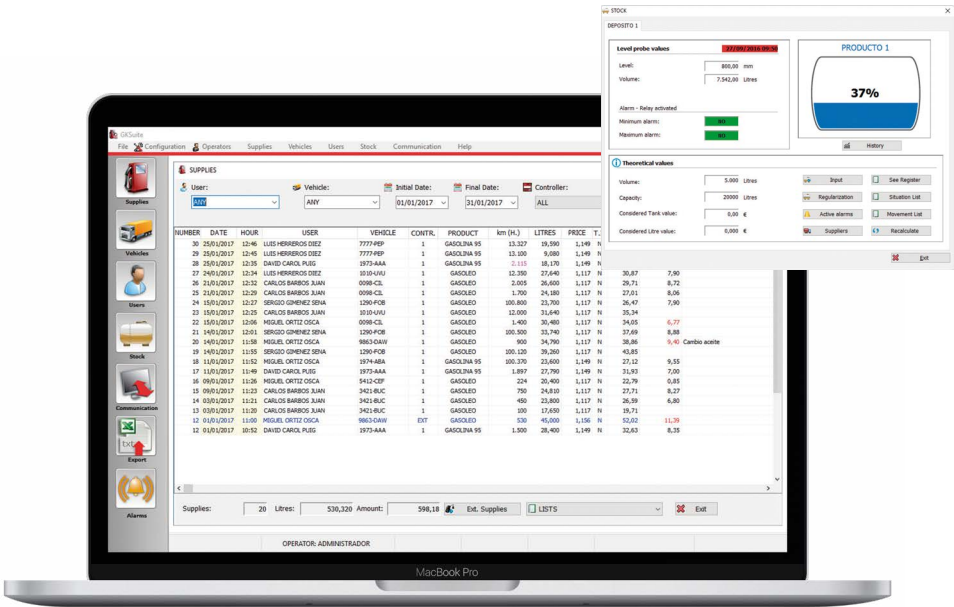 STOCK
DEPOSITO 1
Level probe values 27/09/2016 09:50
Level: 800,00 mm
Volume: 7.542,00 Litres
Alarm - Relay activated
Minimum alarm: NO
Maximum alarm: NO
PRODUCTO 1
37%
History
Theoretical values
Volume: 5.000 Litres
Capacity: 20000 Litres
Considered Tank value: 0,00 €
Considered Litre value: 0,000 €
Input See Register
Regularization Situation List
Active alarms Movement List
Suppliers Recalculate
Exit
GKSuite
File Configuration Operators Supplies Vehicles Users Stock Communication Help
Supplies
Vehicles
Users
Stock
Communication
txt
Export
Alarms
SUPPLIES
User: Vehicle: Initial Date: Final Date: Controller:
ANY ANY 01/01/2017 31/01/2017 ALL
NUMBER DATE HOUR USER VEHICLE CONTR. PRODUCT km (H.) LITRES PRICE T.
30 25/01/2017 12:46 LUIS HERREROS DIEZ 7777-PEP 1 GASOLINA 95 13.327 19,590 1,149 N
29 25/01/2017 12:45 LUIS HERREROS DIEZ 7777-PEP 1 GASOLINA 95 13.100 9,080 1,149 N
28 25/01/2017 12:35 DAVID CAROL PUIG 1973-AAA 1 GASOLINA 95 2.115 18,170 1,149 N
27 24/01/2017 12:34 LUIS HERREROS DIEZ 1010-UVU 1 GASOLEO 12.350 27,640 1,117 N 30,87 7,90
26 21/01/2017 12:32 CARLOS BARBOS JUAN 0098-CIL 1 GASOLEO 2.005 26,600 1,117 N 29,71 8,72
25 21/01/2017 12:29 CARLOS BARBOS JUAN 0098-CIL 1 GASOLEO 1.700 24,180 1,117 N 27,01 8,06
24 15/01/2017 12:27 SERGIO GIMENEZ SENA 1290-FOB 1 GASOLEO 100.800 23,700 1,117 N 26,47 7,90
23 15/01/2017 12:25 CARLOS BARBOS JUAN 1010-UVU 1 GASOLEO 12.000 31,640 1,117 N 35,34
22 15/01/2017 12:06 MIGUEL ORTIZ OSCA 0098-CIL 1 GASOLEO 1.400 30,480 1,117 N 34,05 6,77
21 14/01/2017 12:01 SERGIO GIMENEZ SENA 1290-FOB 1 GASOLEO 100.500 33,740 1,117 N 37,69 8,88
20 14/01/2017 11:58 MIGUEL ORTIZ OSCA 9863-DAW 1 GASOLEO 900 34,790 1,117 N 38,86 9,40 Cambio aceite
19 14/01/2017 11:55 SERGIO GIMENEZ SENA 1290-FOB 1 GASOLEO 100.120 39,260 1,117 N 43,85
18 11/01/2017 11:52 MIGUEL ORTIZ OSCA 1974-ABA 1 GASOLINA 95 100.370 23,600 1,149 N 27,12 9,55
17 11/01/2017 11:49 DAVID CAROL PUIG 1973-AAA 1 GASOLINA 95 1.897 27,790 1,149 N 31,93 7,00
16 09/01/2017 11:26 MIGUEL ORTIZ OSCA 5412-CEF 1 GASOLEO 224 20,400 1,117 N 22,79 0,85
15 09/01/2017 11:23 CARLOS BARBOS JUAN 3421-BUC 1 GASOLEO 750 24,810 1,117 N 27,71 8,27
14 03/01/2017 11:21 CARLOS BARBOS JUAN 3421-BUC 1 GASOLEO 450 23,800 1,117 N 26,59 6,80
13 03/01/2017 11:20 CARLOS BARBOS JUAN 3421-BUC 1 GASOLEO 100 17,650 1,117 N 19,71
12 01/01/2017 11:00 MIGUEL ORTIZ OSCA 9863-DAW EXT GASOLEO 530 45,000 1,156 N 52,02 11,39
12 01/01/2017 10:52 DAVID CAROL PUIG 1973-AAA 1 GASOLINA 95 1.500 28,400 1,149 N 32,63 8,35
Supplies: 20 Litres: 530,320 Amount: 598,18 Ext. Supplies LISTS Exit
OPERATOR: ADMINISTRADOR
MacBook Pro